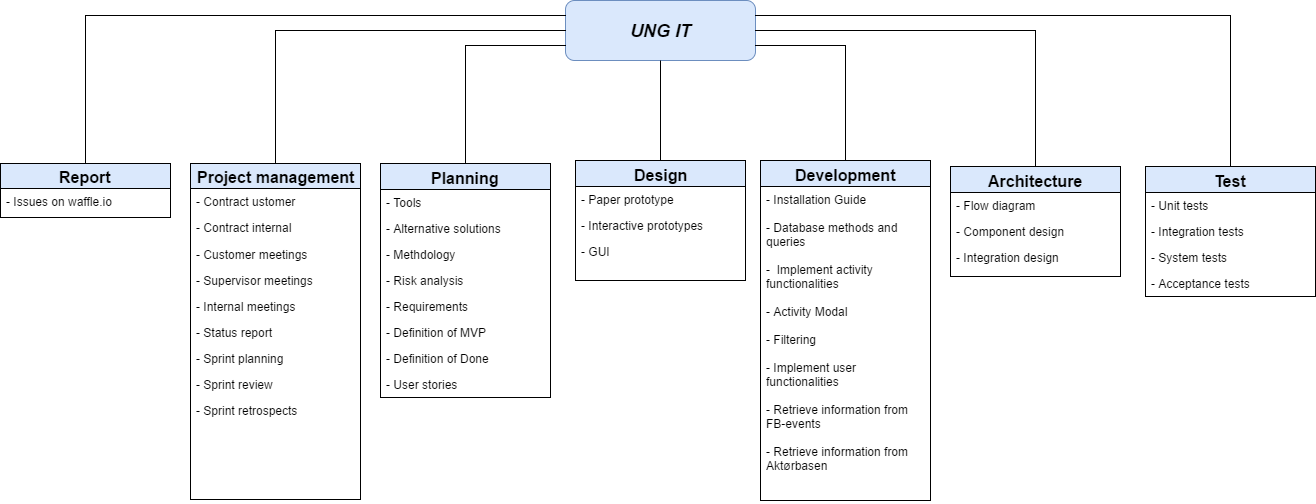 UNG IT
Report
- Issues on waffle.io
Project management
- Contract ustomer
- Contract internal
- Customer meetings
- Supervisor meetings
- Internal meetings
- Status report
- Sprint planning
- Sprint review
- Sprint retrospects
Planning
- Tools
- Alternative solutions
- Methdology
- Risk analysis
- Requirements
- Definition of MVP
- Definition of Done
- User stories
Design
- Paper prototype
- Interactive prototypes
- GUI
Development
- Installation Guide
- Database methods and
queries
- Implement activity
functionalities
- Activity Modal
- Filtering
- Implement user
functionalities
- Retrieve information from
FB-events
- Retrieve information from
Aktørbasen
Architecture
- Flow diagram
- Component design
- Integration design
Test
- Unit tests
- Integration tests
- System tests
- Acceptance tests